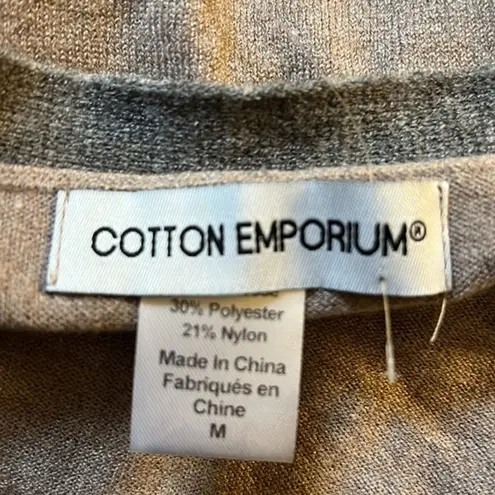 COTTON EMPORIUM®
30% Polyester
21% Nylon
Made In China
Fabriqués en
Chine
M